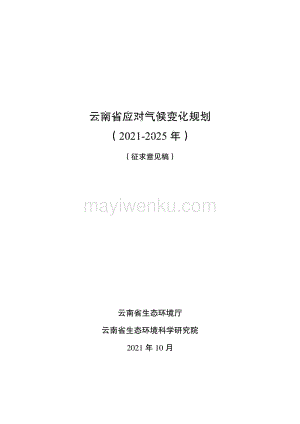 云南省应对气候变化规划
（2021-2025 年）
（征求意见稿）
mayiwenku.com
云南省生态环境厅
云南省生态环境科学研究院
2021 年 10 月